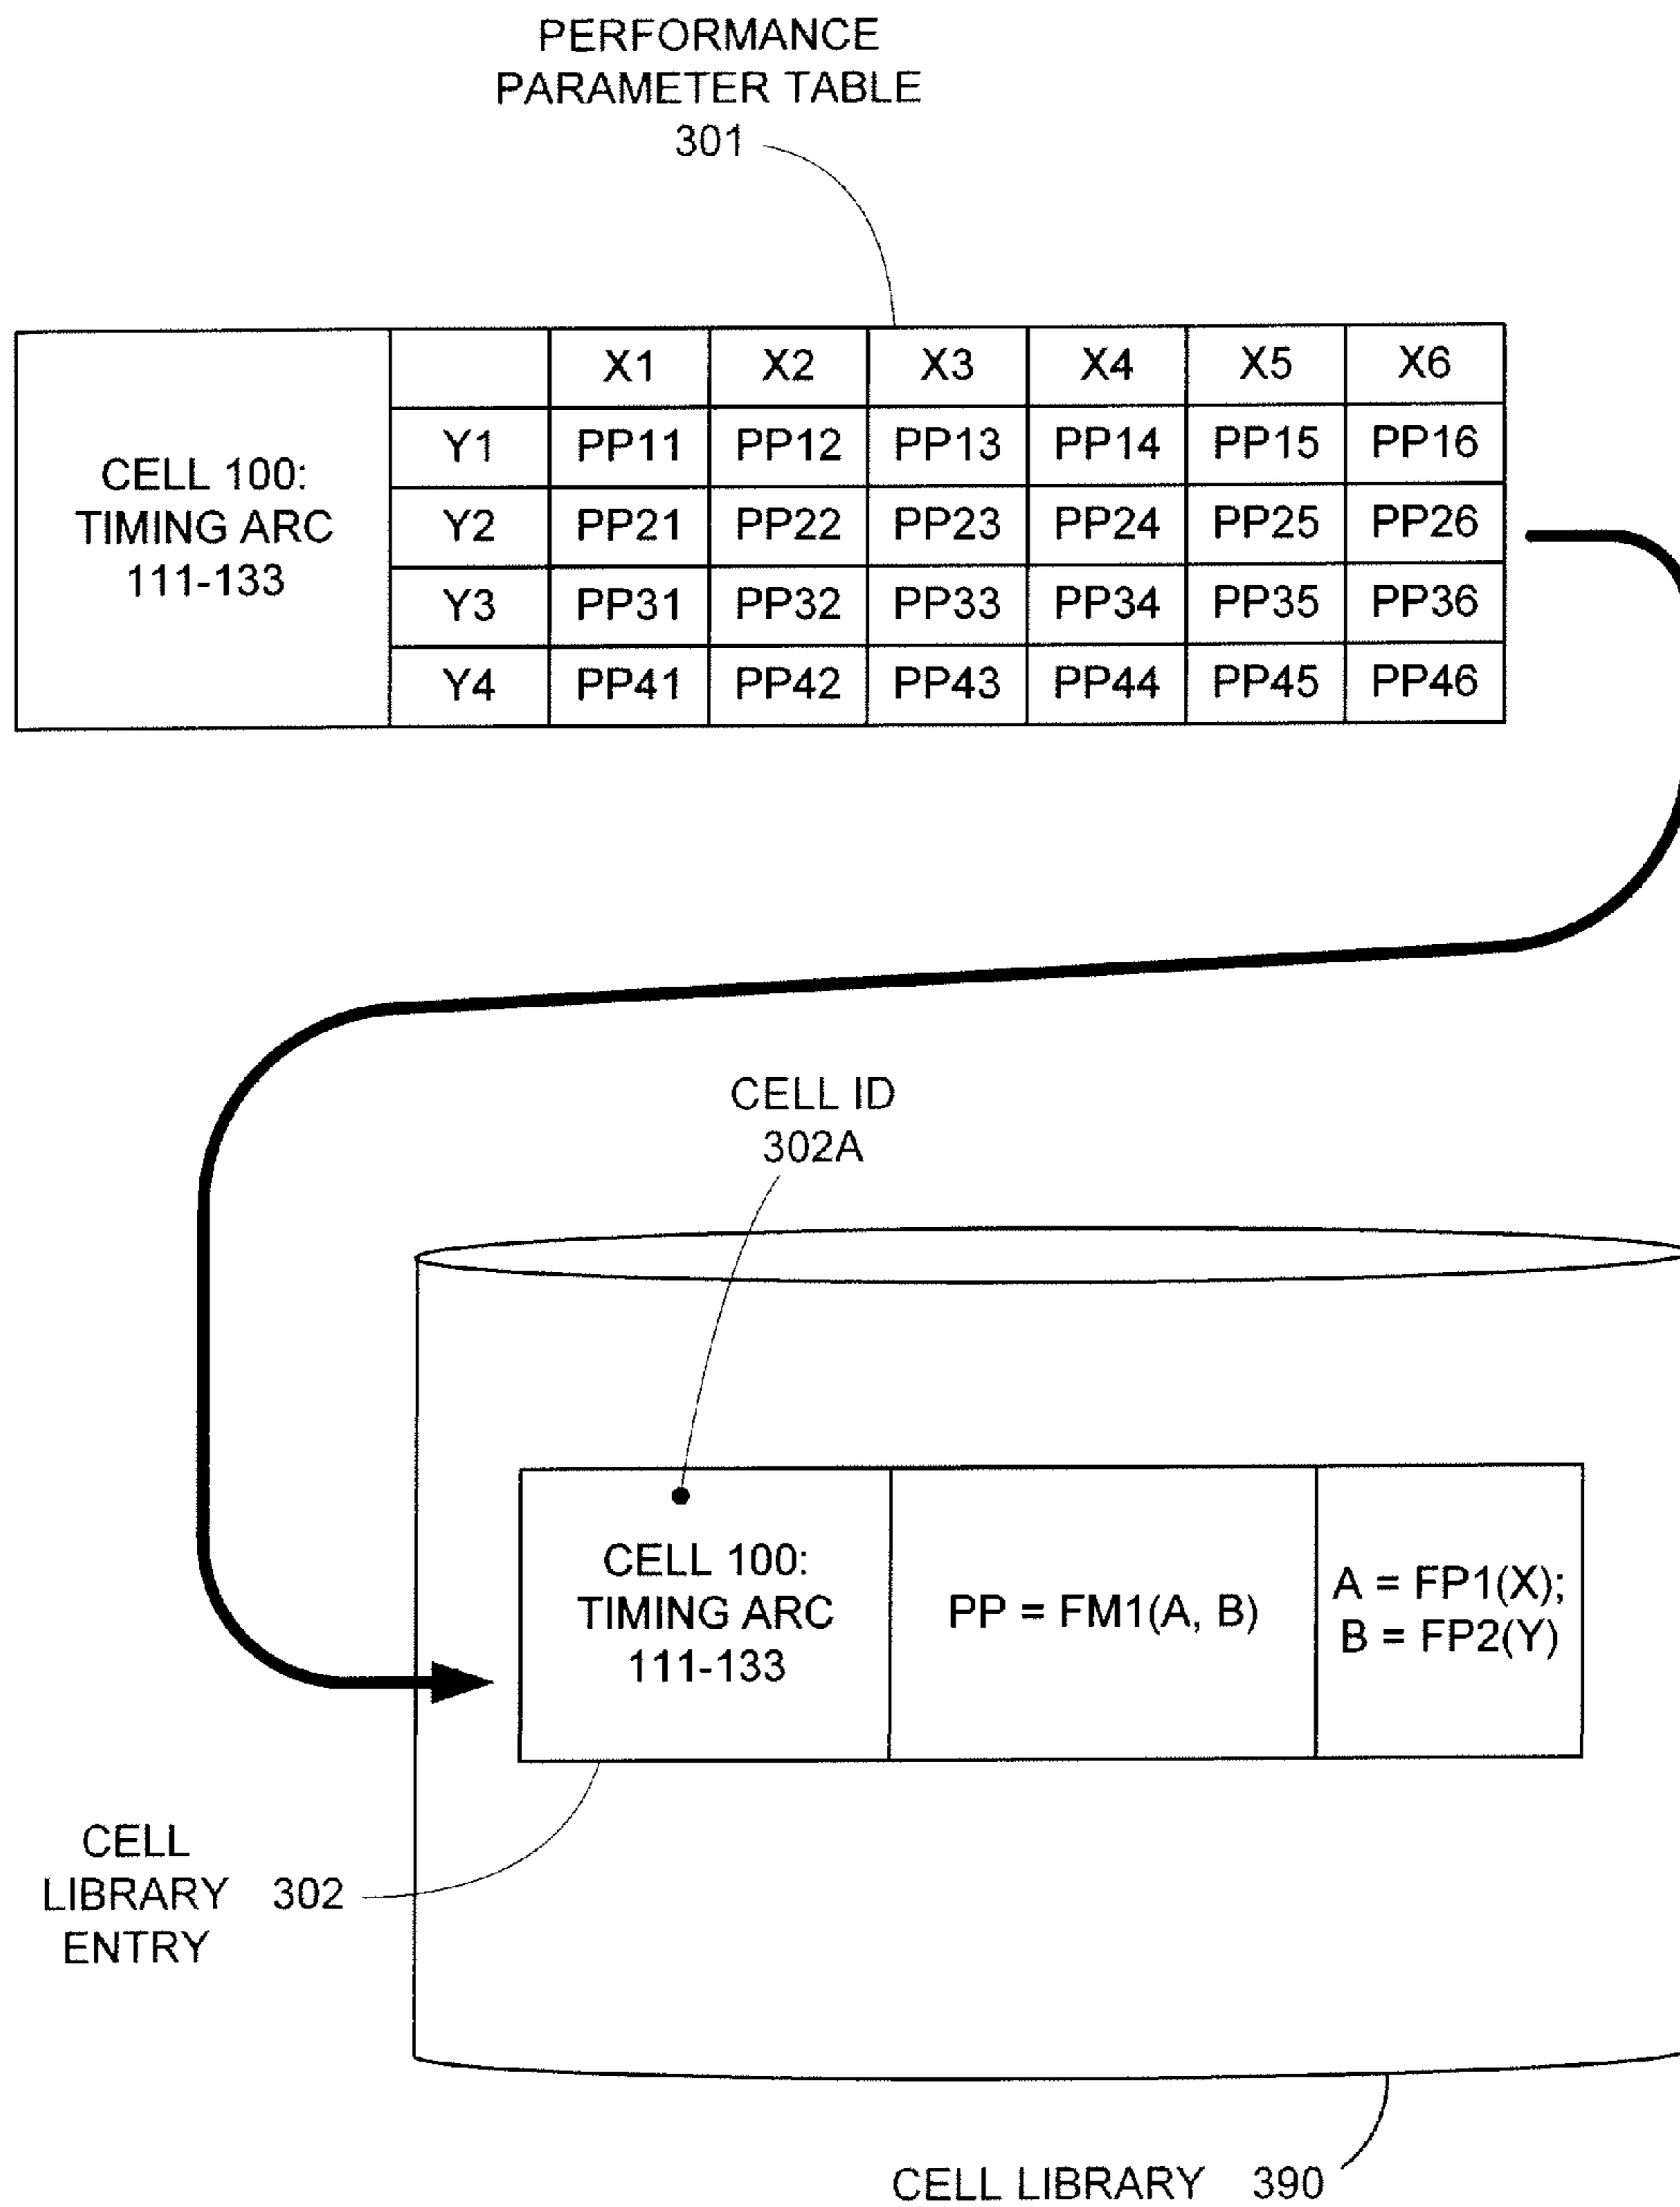 PERFORMANCE
PARAMETER TABLE
301
X1 X2 X3 X4 X5 X6
CELL 100:
TIMING ARC
111-133
Y1 PP11 PP12 PP13 PP14 PP15 PP16
Y2 PP21 PP22 PP23 PP24 PP25 PP26
Y3 PP31 PP32 PP33 PP34 PP35 PP36
Y4 PP41 PP42 PP43 PP44 PP45 PP46
CELL ID
302A
CELL 100:
TIMING ARC
111-133
PP = FM1(A, B)
A = FP1(X);
B = FP2(Y)
CELL
LIBRARY 302
ENTRY
CELL LIBRARY 390